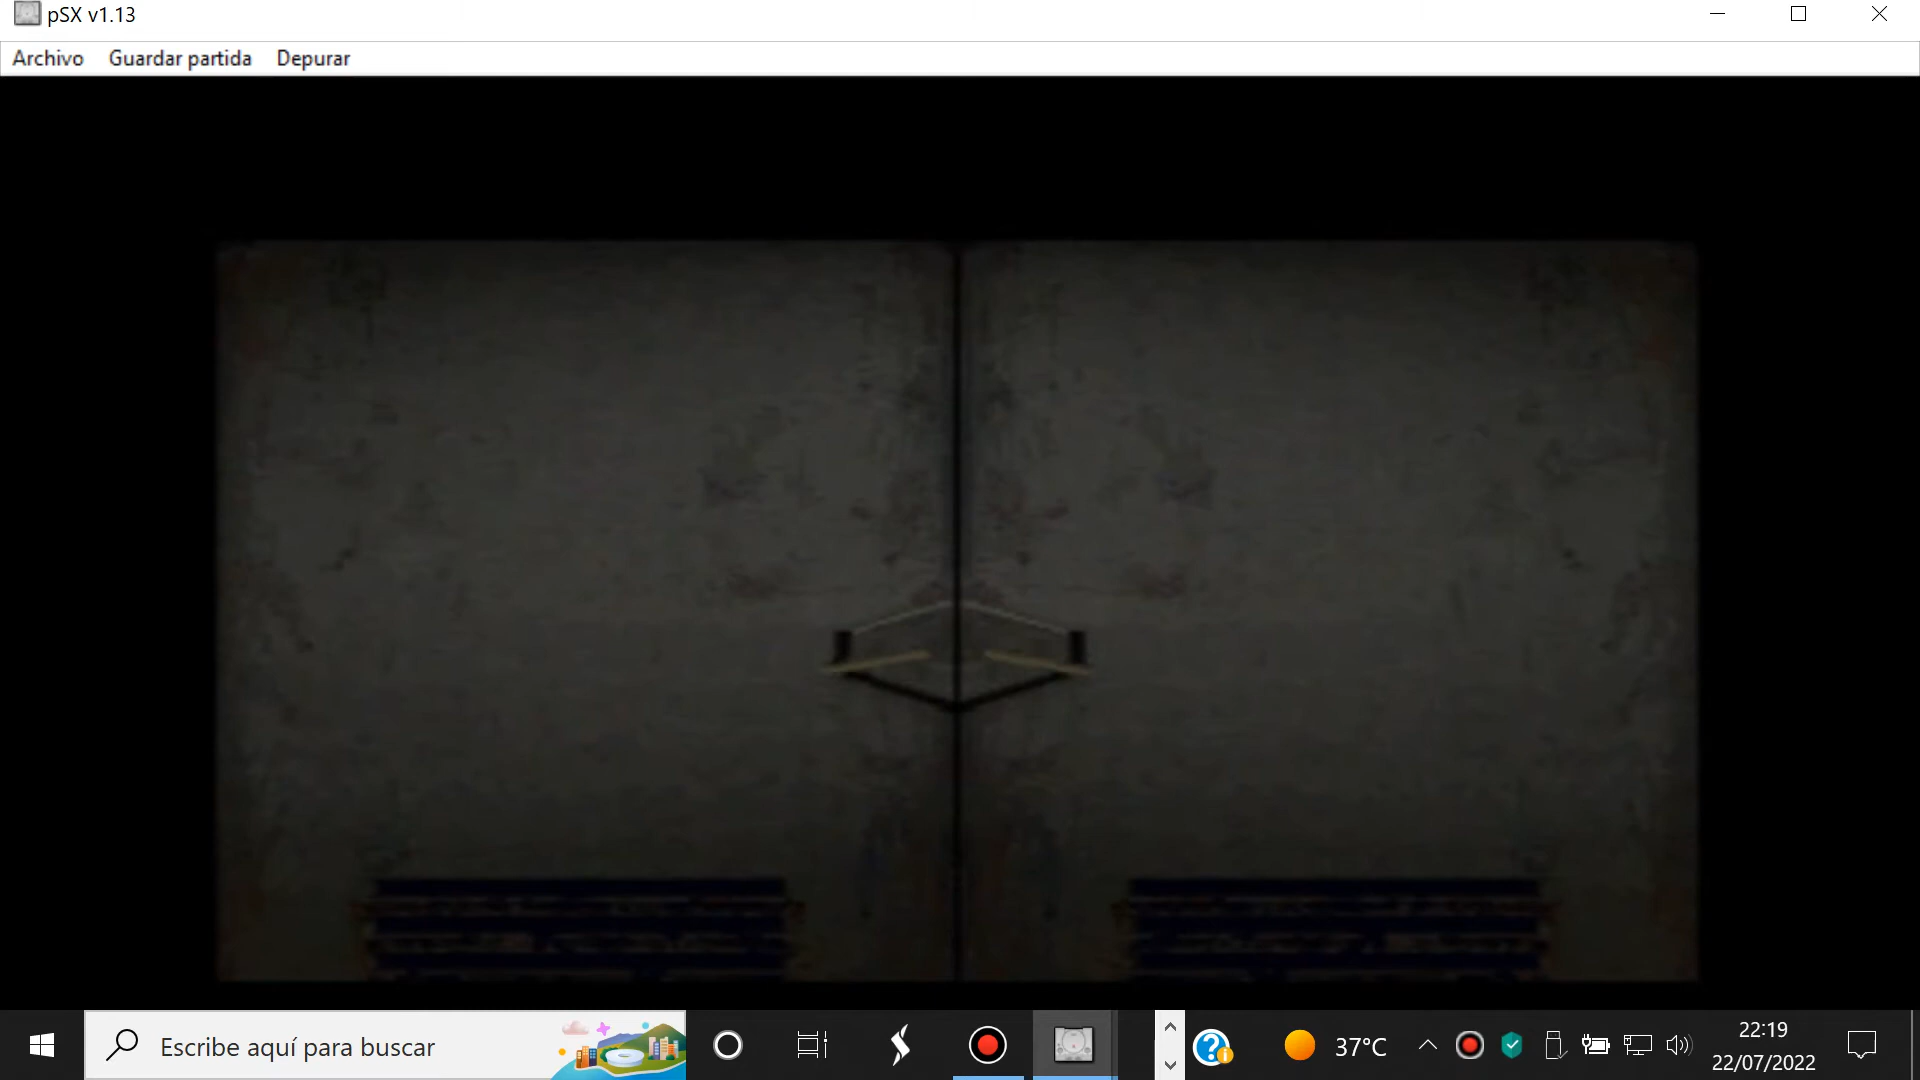 pSX v1.13
Archivo Guardar partida Depurar
Escribe aquí para buscar
37°C
22:19
22/07/2022